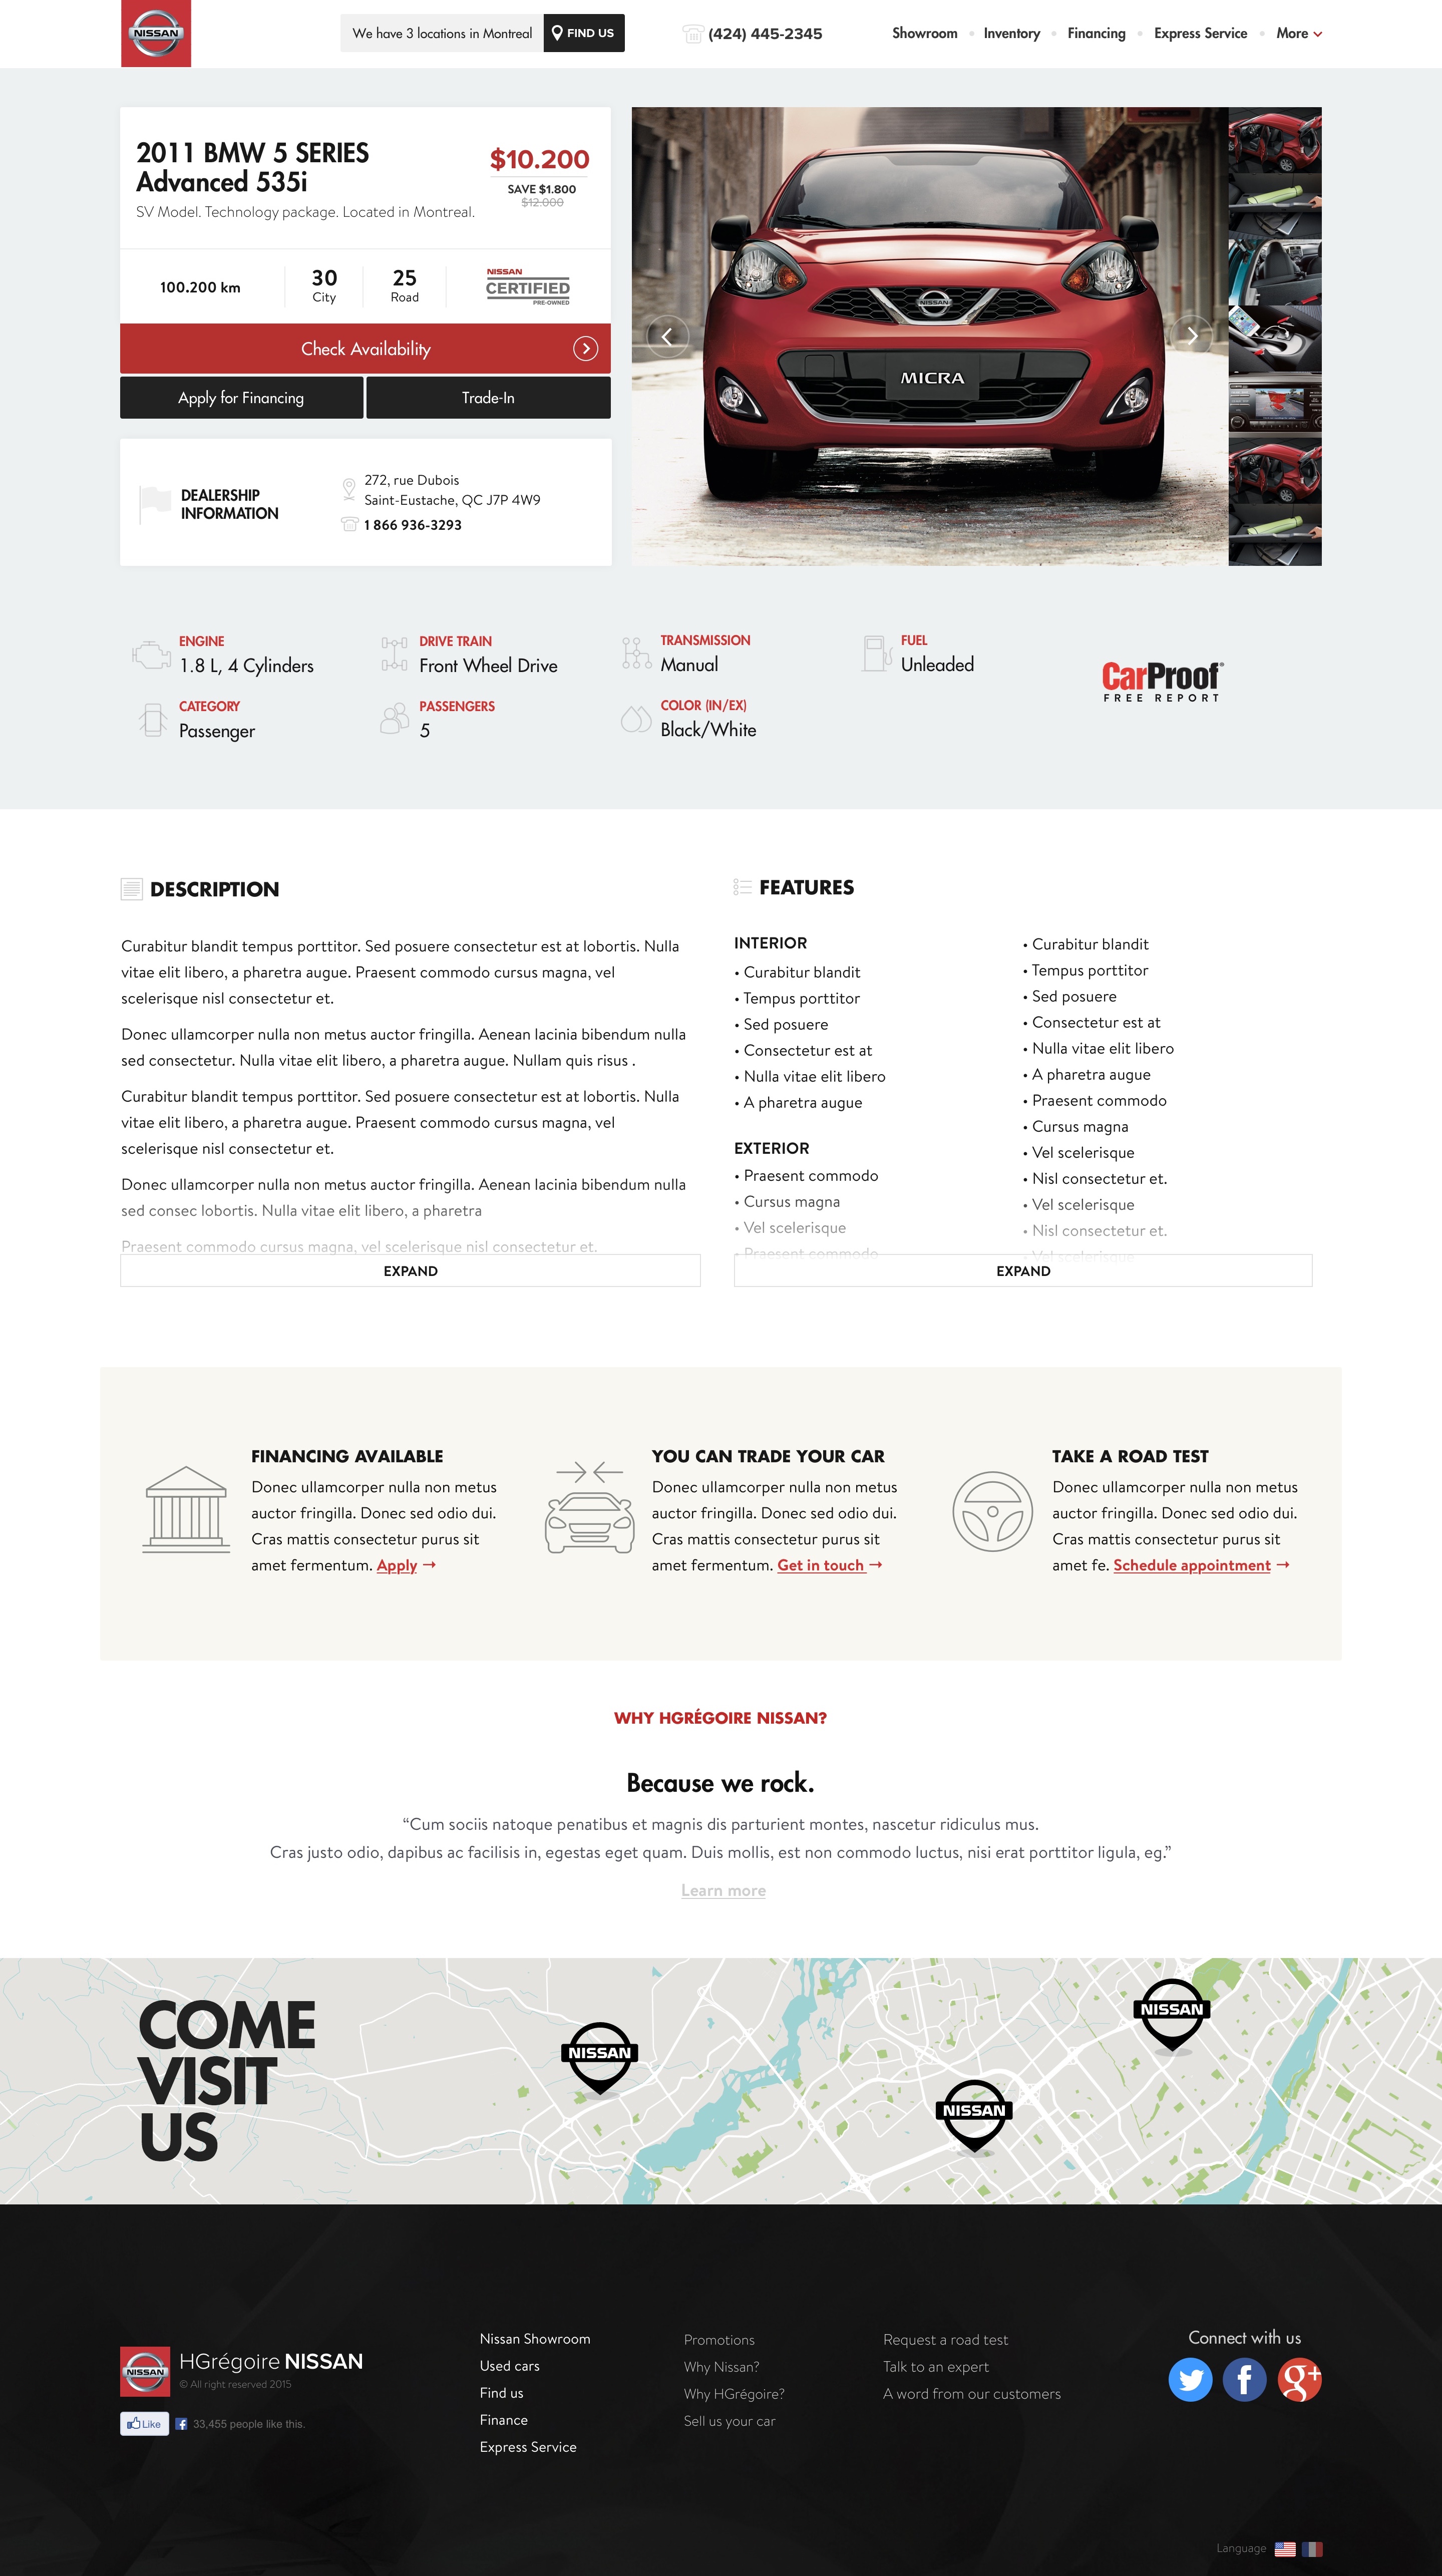 NISSAN
We have 3 locations in Montreal
FIND US
(424) 445-2345
Showroom • Inventory • Financing • Express Service • More
2011 BMW 5 SERIES
Advanced 535i
SV Model. Technology package. Located in Montreal.
$10.200
SAVE $1.800
$12.000
100.200 km
30
City
25
Road
NISSAN
CERTIFIED
PRE-OWNED
Check Availability
Apply for Financing
Trade-In
DEALERSHIP
INFORMATION
272, rue Dubois
Saint-Eustache, QC J7P 4W9
1 866 936-3293
NISSAN
MICRA
ENGINE
1.8 L, 4 Cylinders
DRIVE TRAIN
Front Wheel Drive
TRANSMISSION
Manual
FUEL
Unleaded
CATEGORY
Passenger
PASSENGERS
5
COLOR (IN/EX)
Black/White
CarProof®
FREE REPORT
DESCRIPTION
Curabitur blandit tempus porttitor. Sed posuere consectetur est at lobortis. Nulla
vitae elit libero, a pharetra augue. Praesent commodo cursus magna, vel
scelerisque nisl consectetur et.
Donec ullamcorper nulla non metus auctor fringilla. Aenean lacinia bibendum nulla
sed consectetur. Nulla vitae elit libero, a pharetra augue. Nullam quis risus .
Curabitur blandit tempus porttitor. Sed posuere consectetur est at lobortis. Nulla
vitae elit libero, a pharetra augue. Praesent commodo cursus magna, vel
scelerisque nisl consectetur et.
Donec ullamcorper nulla non metus auctor fringilla. Aenean lacinia bibendum nulla
sed consec lobortis. Nulla vitae elit libero, a pharetra
Praesent commodo cursus magna, vel scelerisque nisl consectetur et.
EXPAND
FEATURES
INTERIOR
• Curabitur blandit
• Tempus porttitor
• Sed posuere
• Consectetur est at
• Nulla vitae elit libero
• A pharetra augue
EXTERIOR
• Praesent commodo
• Cursus magna
• Vel scelerisque
• Praesent commodo
• Curabitur blandit
• Tempus porttitor
• Sed posuere
• Consectetur est at
• Nulla vitae elit libero
• A pharetra augue
• Praesent commodo
• Cursus magna
• Vel scelerisque
• Nisl consectetur et.
• Vel scelerisque
• Nisl consectetur et.
• Vel scelerisque
EXPAND
FINANCING AVAILABLE
Donec ullamcorper nulla non metus
auctor fringilla. Donec sed odio dui.
Cras mattis consectetur purus sit
amet fermentum. Apply →
YOU CAN TRADE YOUR CAR
Donec ullamcorper nulla non metus
auctor fringilla. Donec sed odio dui.
Cras mattis consectetur purus sit
amet fermentum. Get in touch →
TAKE A ROAD TEST
Donec ullamcorper nulla non metus
auctor fringilla. Donec sed odio dui.
Cras mattis consectetur purus sit
amet fe. Schedule appointment →
WHY HGRÉGOIRE NISSAN?
Because we rock.
“Cum sociis natoque penatibus et magnis dis parturient montes, nascetur ridiculus mus.
Cras justo odio, dapibus ac facilisis in, egestas eget quam. Duis mollis, est non commodo luctus, nisi erat porttitor ligula, eg.”
Learn more
COME
VISIT
US
NISSAN
NISSAN
NISSAN
NISSAN
HGrégoire NISSAN
© All right reserved 2015
Like
33,455 people like this.
Nissan Showroom
Used cars
Find us
Finance
Express Service
Promotions
Why Nissan?
Why HGrégoire?
Sell us your car
Request a road test
Talk to an expert
A word from our customers
Connect with us
f
g+
Language